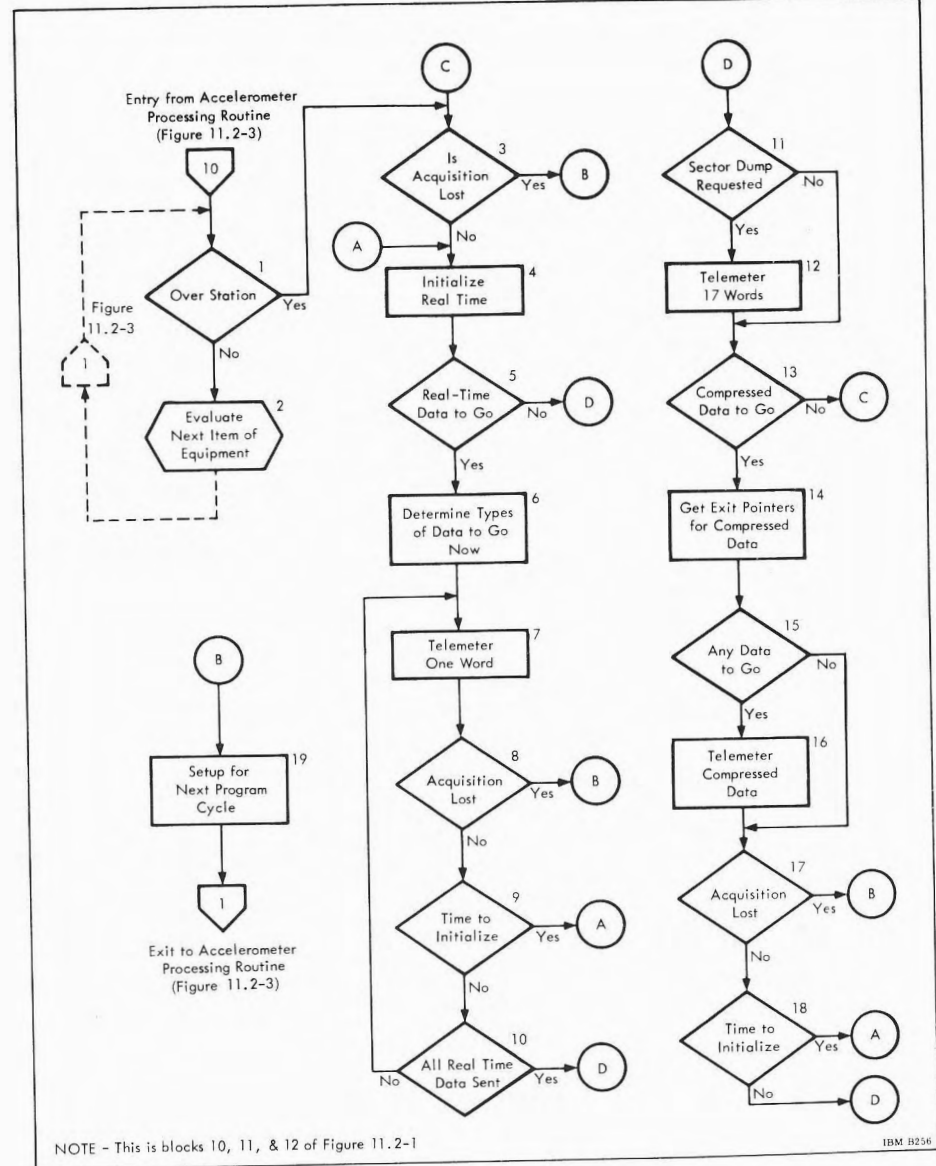 Entry from Accelerometer
Processing Routine
(Figure 11.2-3)
10
1
Over Station
Yes
No
Figure
11.2-3
1
2
Evaluate
Next Item of
Equipment
B
19
Setup for
Next Program
Cycle
1
Exit to Accelerometer
Processing Routine
(Figure 11.2-3)
C
3
Is
Acquisition
Lost
Yes
B
No
A
4
Initialize
Real Time
5
Real-Time
Data to Go
No
D
Yes
6
Determine Types
of Data to Go
Now
7
Telemeter
One Word
8
Acquisition
Lost
Yes
B
No
9
Time to
Initialize
Yes
A
No
10
All Real Time
Data Sent
No
Yes
D
D
11
Sector Dump
Requested
No
Yes
12
Telemeter
17 Words
13
Compressed
Data to Go
No
C
Yes
14
Get Exit Pointers
for Compressed
Data
15
Any Data
to Go
No
Yes
16
Telemeter
Compressed
Data
17
Acquisition
Lost
Yes
B
No
18
Time to
Initialize
Yes
A
No
D
NOTE - This is blocks 10, 11, & 12 of Figure 11.2-1
IBM B256